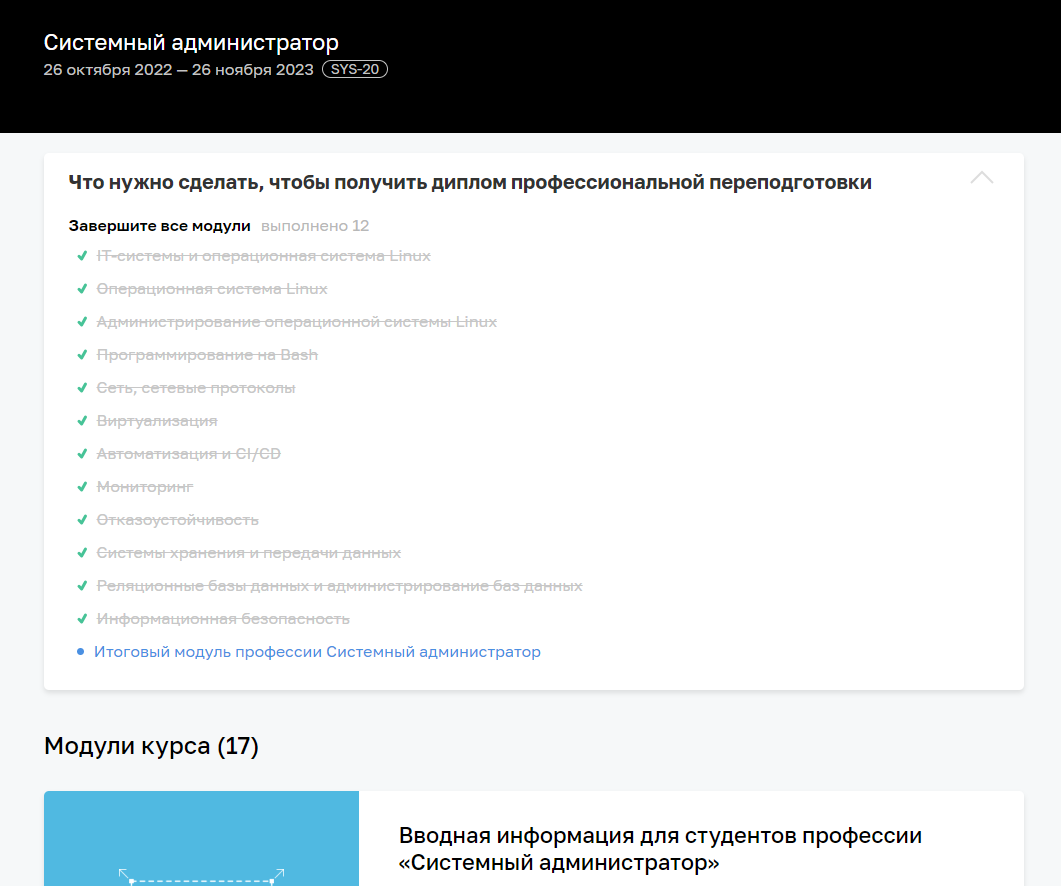 Системный администратор
26 октября 2022 — 26 ноября 2023 SYS-20
Что нужно сделать, чтобы получить диплом профессиональной переподготовки
Завершите все модули выполнено 12
IT-системы и операционная система Linux
Операционная система Linux
Администрирование операционной системы Linux
Программирование на Bash
Сеть, сетевые протоколы
Виртуализация
Автоматизация и CI/CD
Мониторинг
Отказоустойчивость
Системы хранения и передачи данных
Реляционные базы данных и администрирование баз данных
Информационная безопасность
Итоговый модуль профессии Системный администратор
Модули курса (17)
Вводная информация для студентов профессии
«Системный администратор»